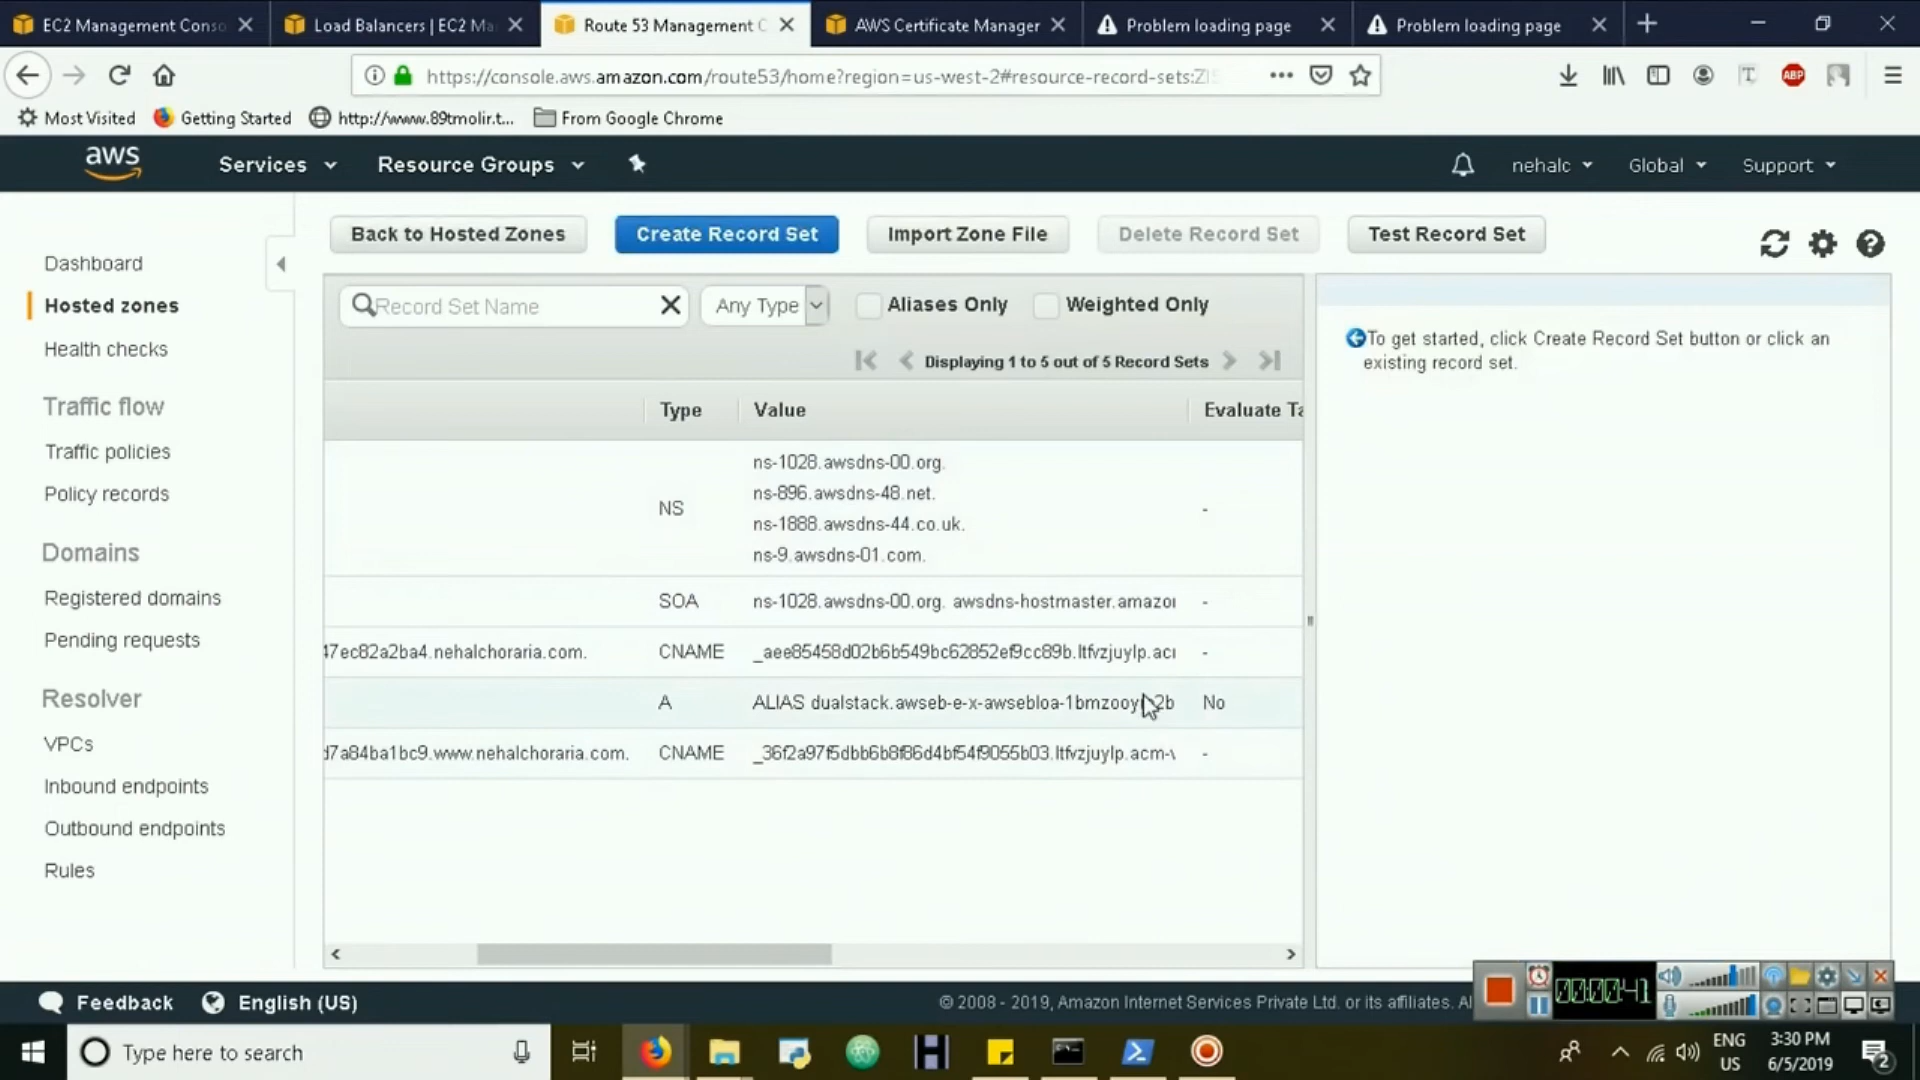 EC2 Management Conso
Load Balancers | EC2 Ma
Route 53 Management C
AWS Certificate Manager
Problem loading page
Problem loading page
https://console.aws.amazon.com/route53/home?region=us-west-2#resource-record-sets:Z
ABP
Most Visited
Getting Started
http://www.89tmolir.t...
From Google Chrome
aws
Services
Resource Groups
nehalc
Global
Support
Back to Hosted Zones
Create Record Set
Import Zone File
Delete Record Set
Test Record Set
Dashboard
Hosted zones
Health checks
Traffic flow
Traffic policies
Policy records
Domains
Registered domains
Pending requests
Resolver
VPCs
Inbound endpoints
Outbound endpoints
Rules
Record Set Name
Any Type
Aliases Only
Weighted Only
Displaying 1 to 5 out of 5 Record Sets
Type
Value
Evaluate Ta
NS
ns-1028.awsdns-00.org.
ns-896.awsdns-48.net.
ns-1888.awsdns-44.co.uk.
ns-9.awsdns-01.com.
-
SOA
ns-1028.awsdns-00.org. awsdns-hostmaster.amazon
-
47ec82a2ba4.nehalchoraria.com.
CNAME
_aee85458d02b6b549bc62852ef9cc89b.ltfvzjuylp.acm
-
A
ALIAS dualstack.awseb-e-x-awsebloa-1bmzooy 2b
No
d7a84ba1bc9.www.nehalchoraria.com.
CNAME
_36f2a97f5dbb6b8f86d4bf54f9055b03.ltfvzjuylp.acm-v
-
To get started, click Create Record Set button or click an
existing record set.
Feedback
English (US)
© 2008 - 2019, Amazon Internet Services Private Ltd. or its affiliates. Al
00:00:41
Type here to search
ENG
US
3:30 PM
6/5/2019
2